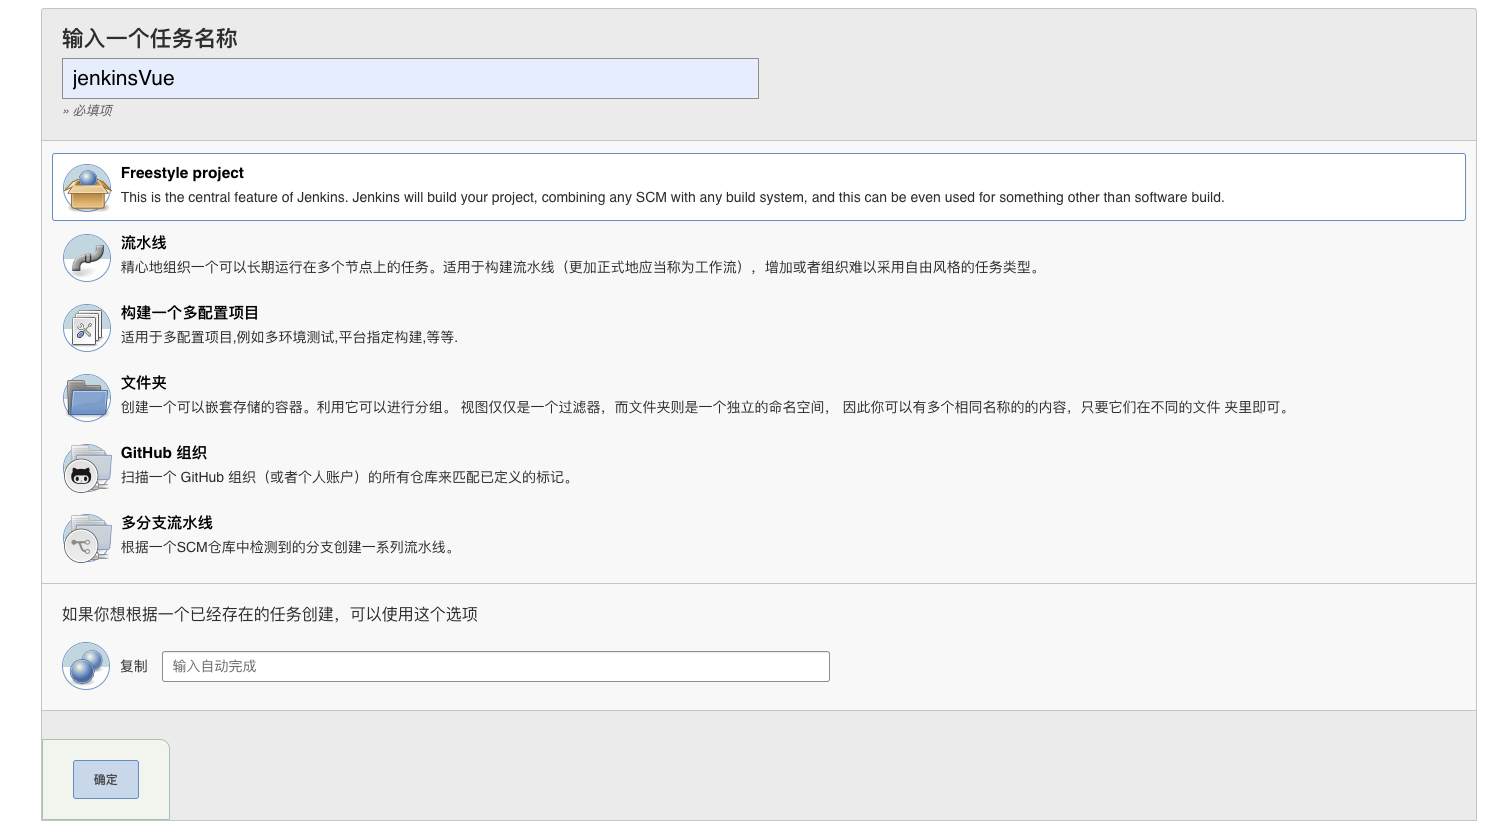 输入一个任务名称
jenkinsVue
» 必填项
Freestyle project
This is the central feature of Jenkins. Jenkins will build your project, combining any SCM with any build system, and this can be even used for something other than software build.
流水线
精心地组织一个可以长期运行在多个节点上的任务。适用于构建流水线（更加正式地应当称为工作流），增加或者组织难以采用自由风格的任务类型。
构建一个多配置项目
适用于多配置项目,例如多环境测试,平台指定构建,等等.
文件夹
创建一个可以嵌套存储的容器。利用它可以进行分组。 视图仅仅是一个过滤器，而文件夹则是一个独立的命名空间， 因此你可以有多个相同名称的的内容，只要它们在不同的文件 夹里即可。
GitHub 组织
扫描一个 GitHub 组织（或者个人账户）的所有仓库来匹配已定义的标记。
多分支流水线
根据一个SCM仓库中检测到的分支创建一系列流水线。
如果你想根据一个已经存在的任务创建，可以使用这个选项
复制 输入自动完成
确定